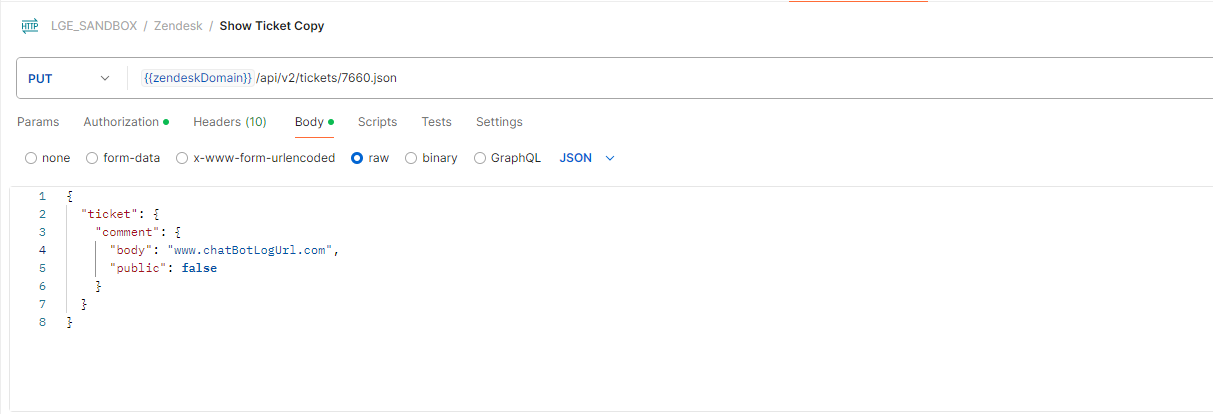 HTTP LGE_SANDBOX / Zendesk / Show Ticket Copy
PUT {{zendeskDomain}} /api/v2/tickets/7660.json
Params Authorization Headers (10) Body Scripts Tests Settings
none form-data x-www-form-urlencoded raw binary GraphQL JSON
1 {
2 "ticket": {
3 "comment": {
4 "body": "www.chatBotLogUrl.com",
5 "public": false
6 }
7 }
8 }